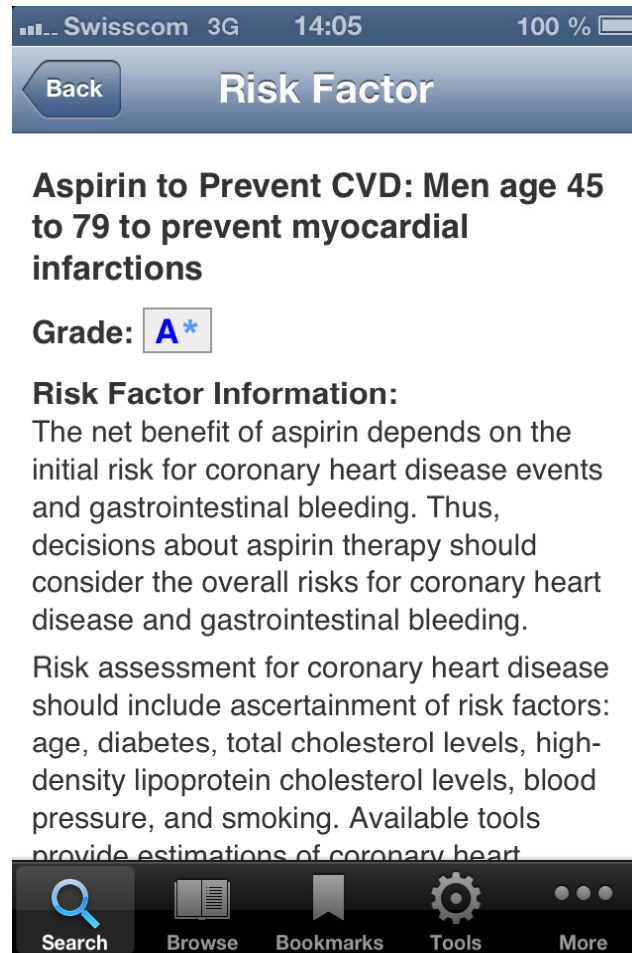 Swisscom 3G 14:05 100 %
Back Risk Factor
Aspirin to Prevent CVD: Men age 45
to 79 to prevent myocardial
infarctions
Grade: A*
Risk Factor Information:
The net benefit of aspirin depends on the
initial risk for coronary heart disease events
and gastrointestinal bleeding. Thus,
decisions about aspirin therapy should
consider the overall risks for coronary heart
disease and gastrointestinal bleeding.
Risk assessment for coronary heart disease
should include ascertainment of risk factors:
age, diabetes, total cholesterol levels, high-
density lipoprotein cholesterol levels, blood
pressure, and smoking. Available tools
provide estimations of coronary heart
Search Browse Bookmarks Tools More